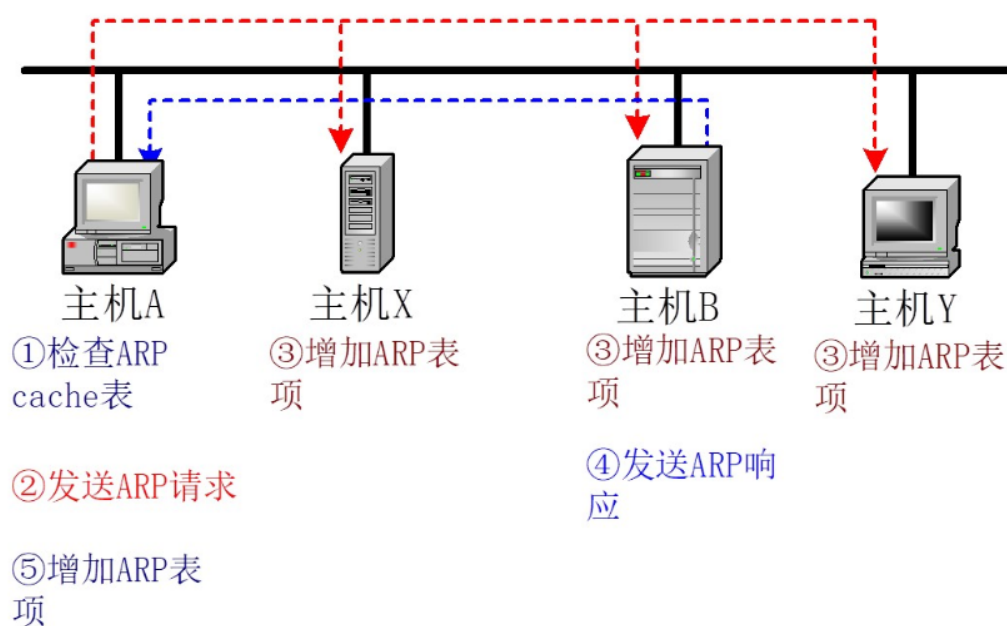 主机A
主机X
主机B
主机Y
①检查ARP
cache表
③增加ARP表
项
③增加ARP表
项
③增加ARP表
项
②发送ARP请求
④发送ARP响
应
⑤增加ARP表
项